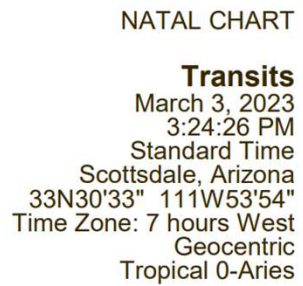 NATAL CHART
Transits
March 3, 2023
3:24:26 PM
Standard Time
Scottsdale, Arizona
33N30'33" 111W53'54"
Time Zone: 7 hours West
Geocentric
Tropical 0-Aries